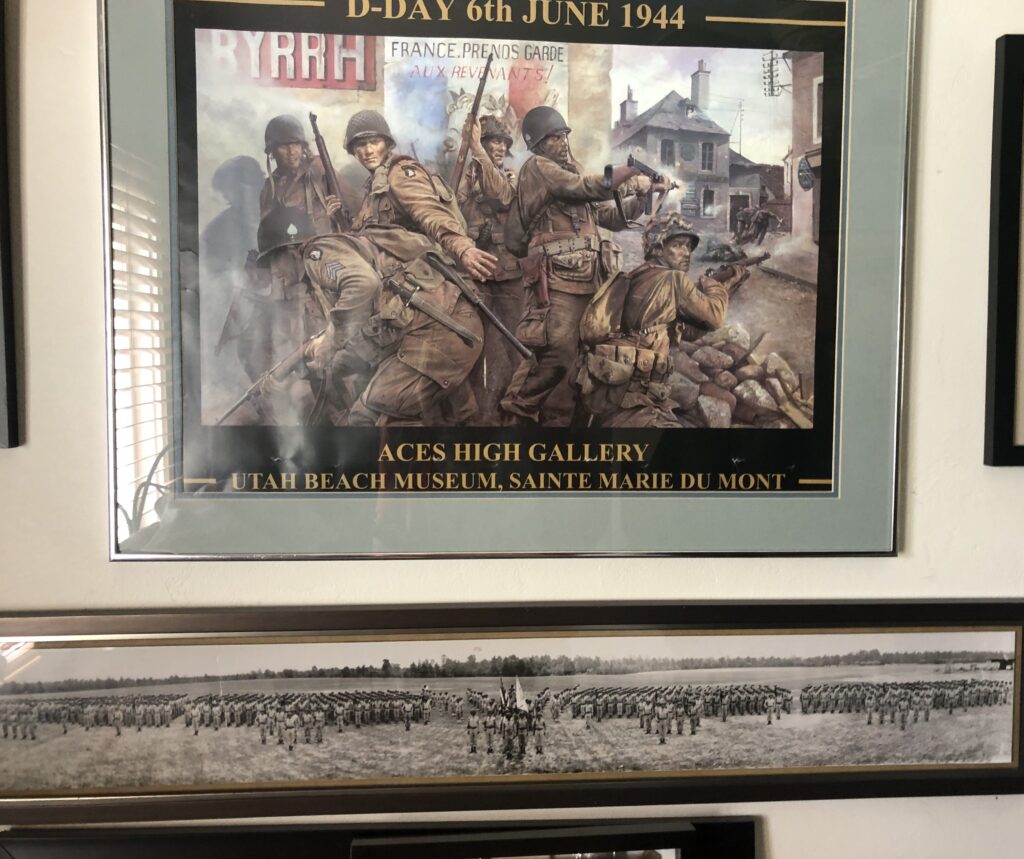 D-DAY 6th JUNE 1944
BYRRH
FRANCE.PRENDS GARDE
AUX REVENANTS!
ACES HIGH GALLERY
UTAH BEACH MUSEUM, SAINTE MARIE DU MONT